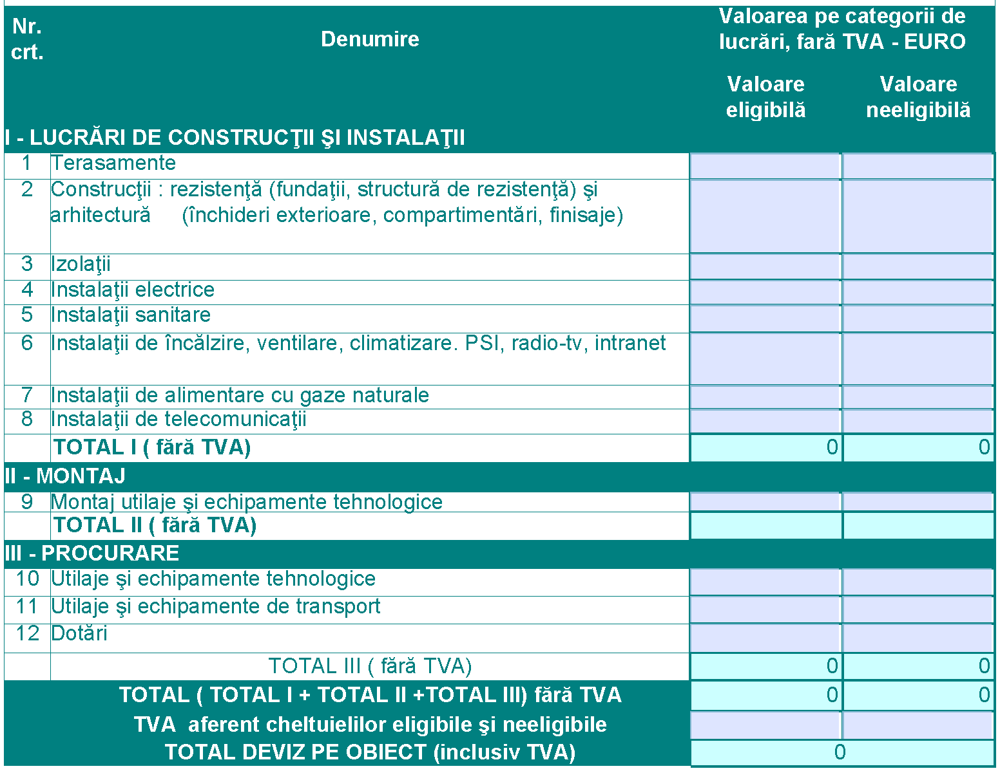 Nr.
crt.
Denumire
Valoarea pe categorii de
lucrări, fară TVA - EURO
Valoare
eligibilă
Valoare
neeligibilă
I - LUCRĂRI DE CONSTRUCŢII ŞI INSTALAŢII
1 Terasamente
2 Construcţii : rezistenţă (fundaţii, structură de rezistenţă) şi
arhitectură (închideri exterioare, compartimentări, finisaje)
3 Izolaţii
4 Instalaţii electrice
5 Instalaţii sanitare
6 Instalaţii de încălzire, ventilare, climatizare. PSI, radio-tv, intranet
7 Instalaţii de alimentare cu gaze naturale
8 Instalaţii de telecomunicaţii
TOTAL I ( fără TVA) 0 0
II - MONTAJ
9 Montaj utilaje şi echipamente tehnologice
TOTAL II ( fără TVA)
III - PROCURARE
10 Utilaje şi echipamente tehnologice
11 Utilaje şi echipamente de transport
12 Dotări
TOTAL III ( fără TVA) 0 0
TOTAL ( TOTAL I + TOTAL II +TOTAL III) fără TVA 0 0
TVA aferent cheltuielilor eligibile şi neeligibile
TOTAL DEVIZ PE OBIECT (inclusiv TVA) 0